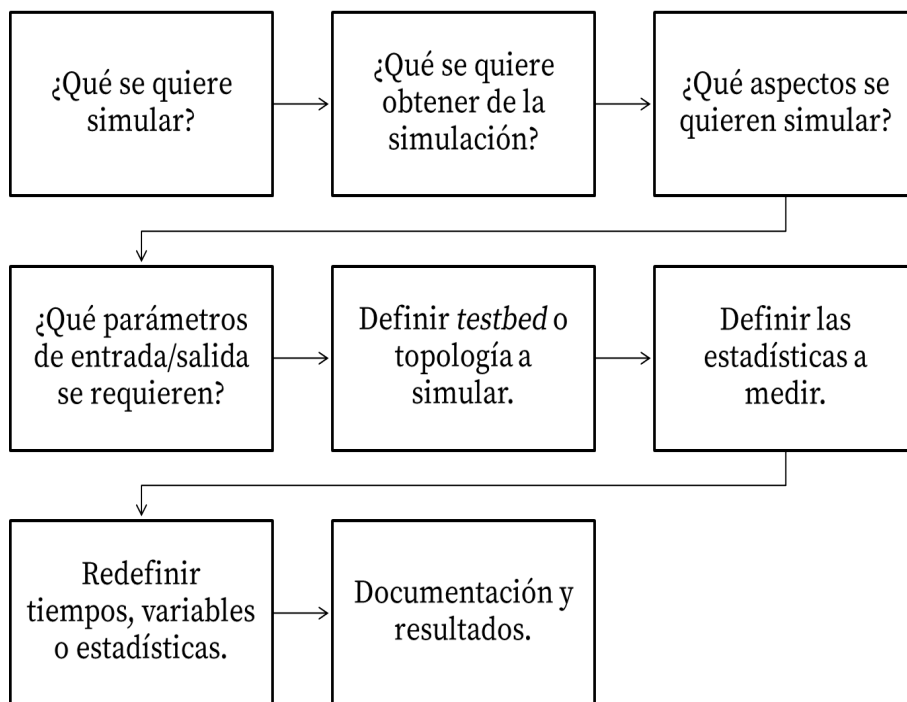 ¿Qué se quiere
simular?
¿Qué se quiere
obtener de la
simulación?
¿Qué aspectos se
quieren simular?
¿Qué parámetros
de entrada/salida
se requieren?
Definir testbed o
topología a
simular.
Definir las
estadísticas a
medir.
Redefinir
tiempos, variables
o estadísticas.
Documentación y
resultados.